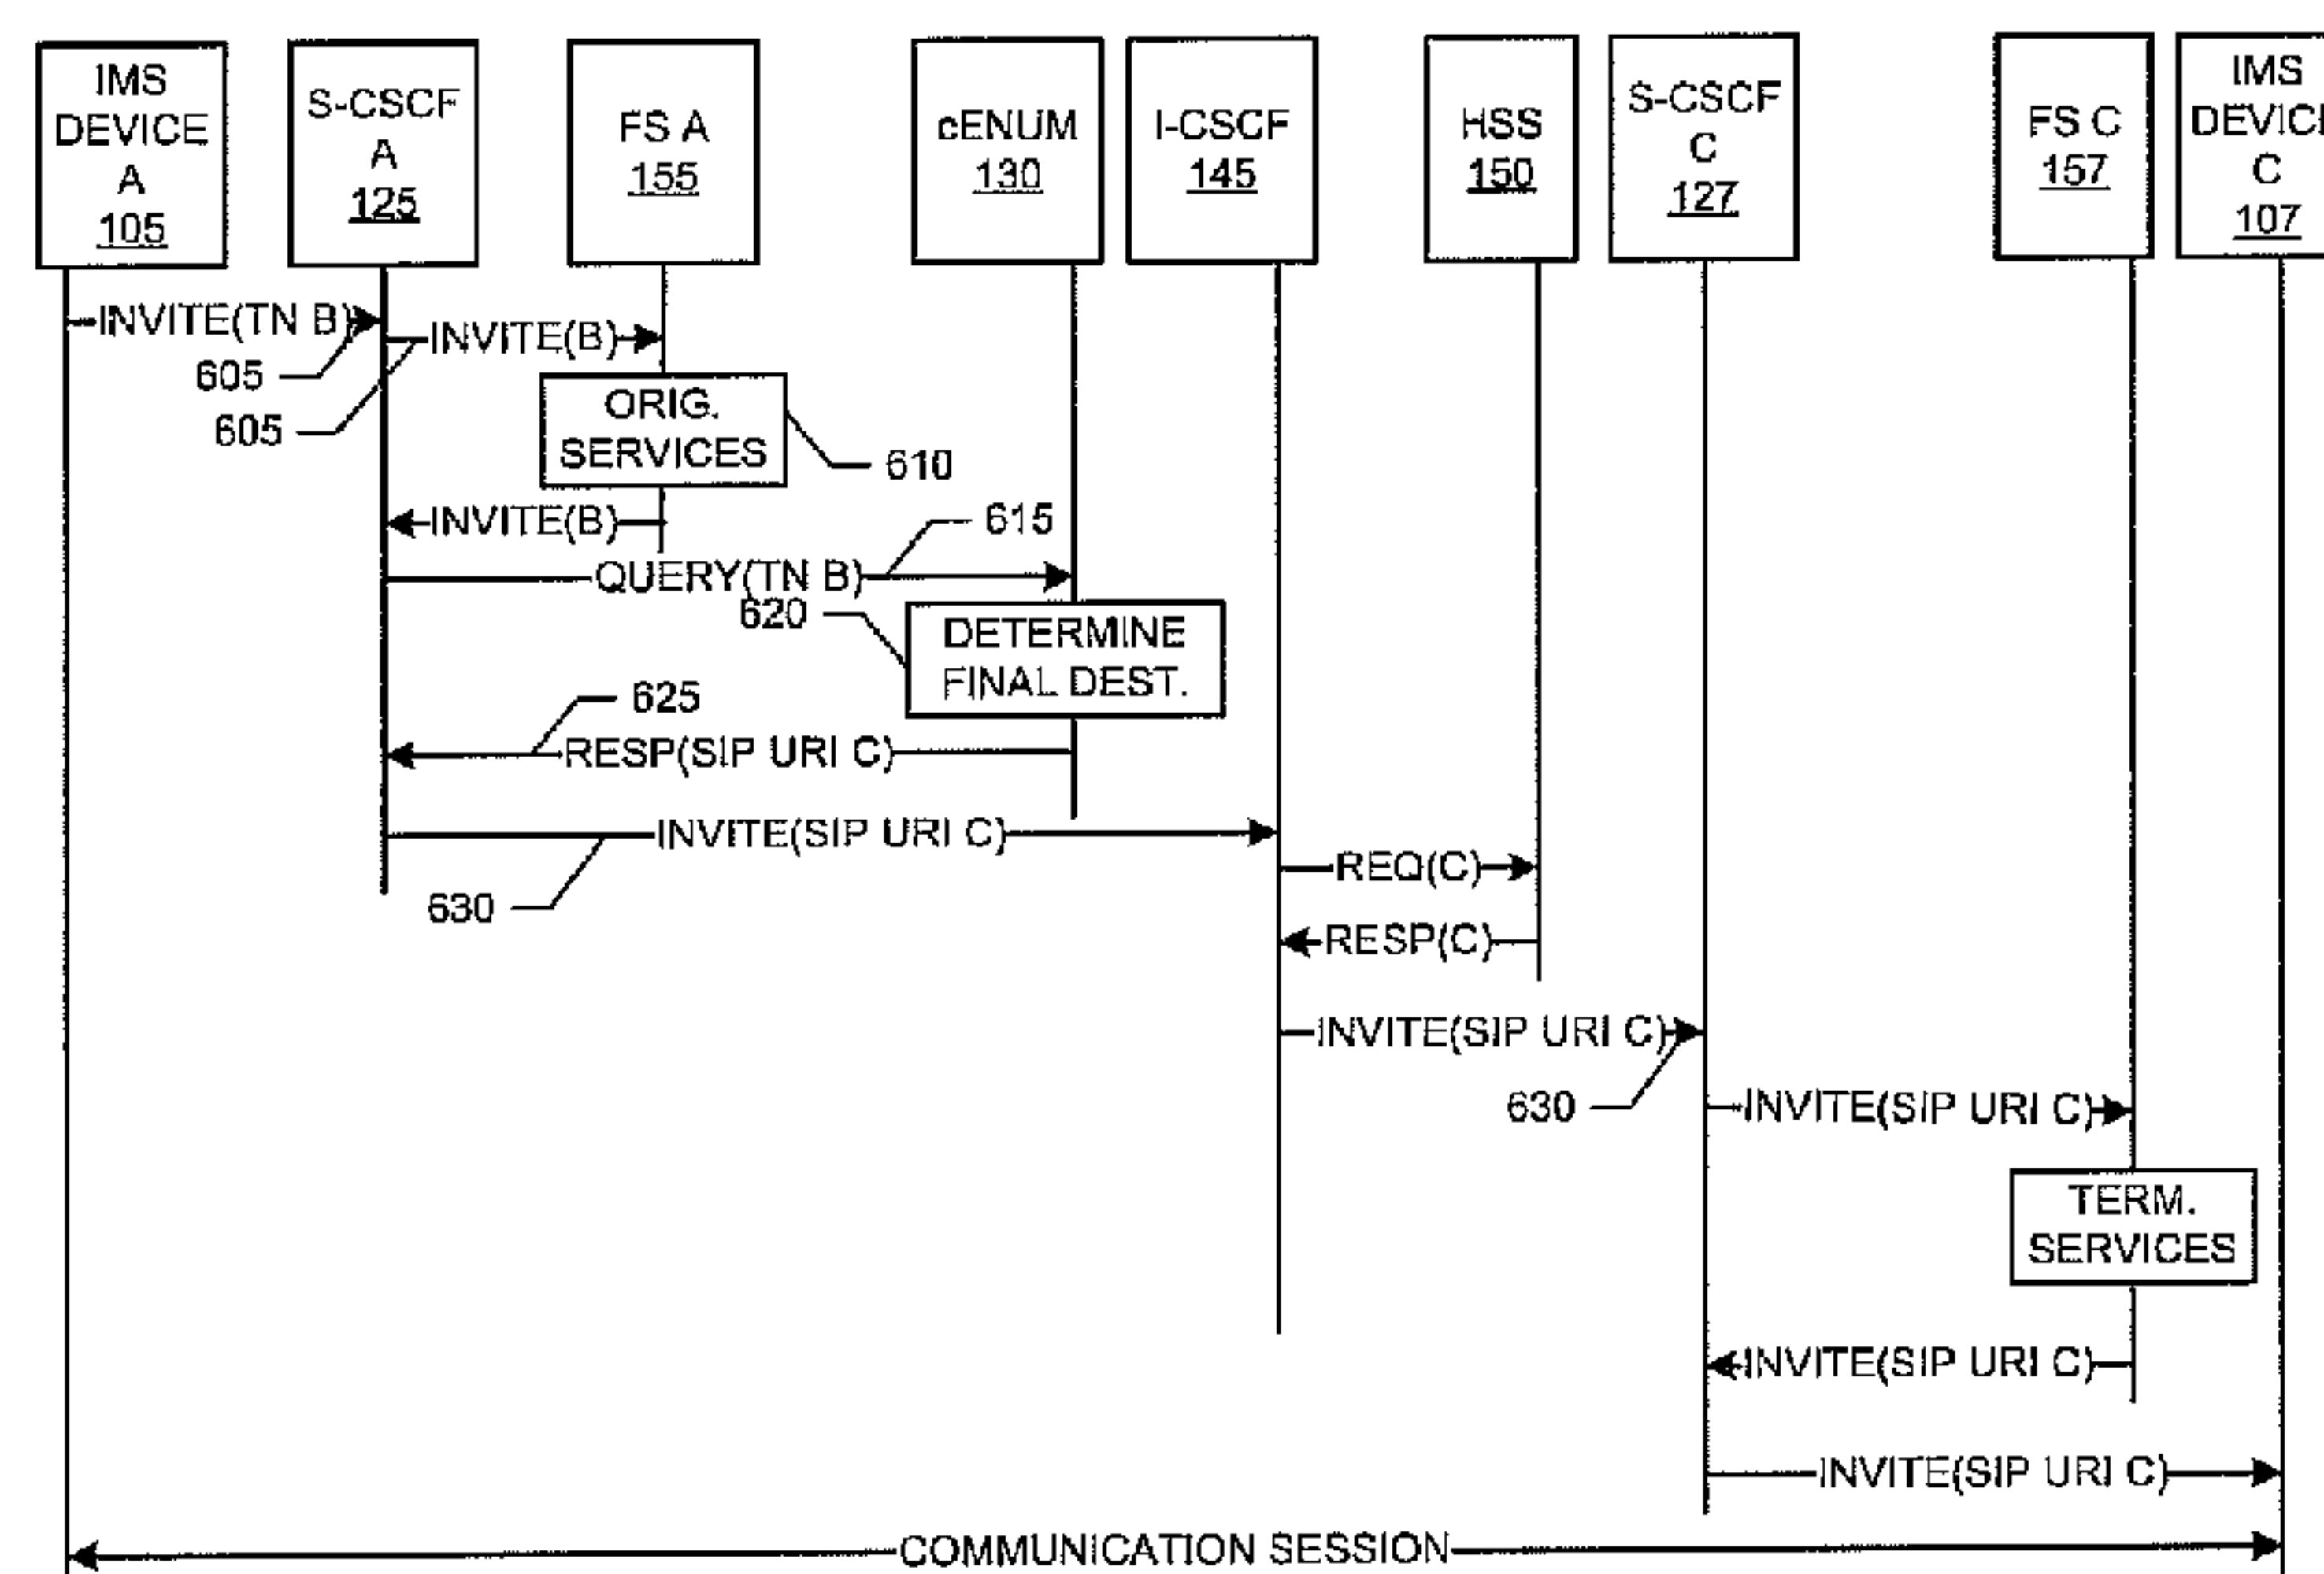 IMS
DEVICE
A
105
S-CSCF
A
125
FS A
155
cENUM
130
I-CSCF
145
HSS
150
S-CSCF
C
127
FS C
157
IMS
DEVICE
C
107
INVITE(TN B)
605
INVITE(B)
605
ORIG.
SERVICES
610
INVITE(B)
615
QUERY(TN B)
620
DETERMINE
FINAL DEST.
625
RESP(SIP URI C)
INVITE(SIP URI C)
630
REQ(C)
RESP(C)
INVITE(SIP URI C)
630
INVITE(SIP URI C)
TERM.
SERVICES
INVITE(SIP URI C)
INVITE(SIP URI C)
COMMUNICATION SESSION